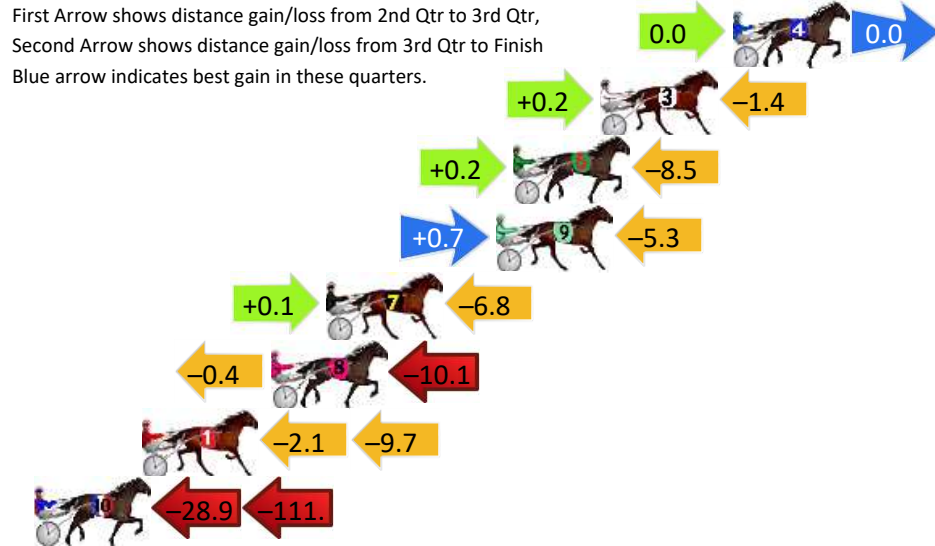 First Arrow shows distance gain/loss from 2nd Qtr to 3rd Qtr,
Second Arrow shows distance gain/loss from 3rd Qtr to Finish
Blue arrow indicates best gain in these quarters.
0.0 4 0.0
+0.2 3 –1.4
+0.2 5 –8.5
+0.7 9 –5.3
+0.1 7 –6.8
–0.4 8 –10.1
1 –2.1 –9.7
10 –28.9 –111.